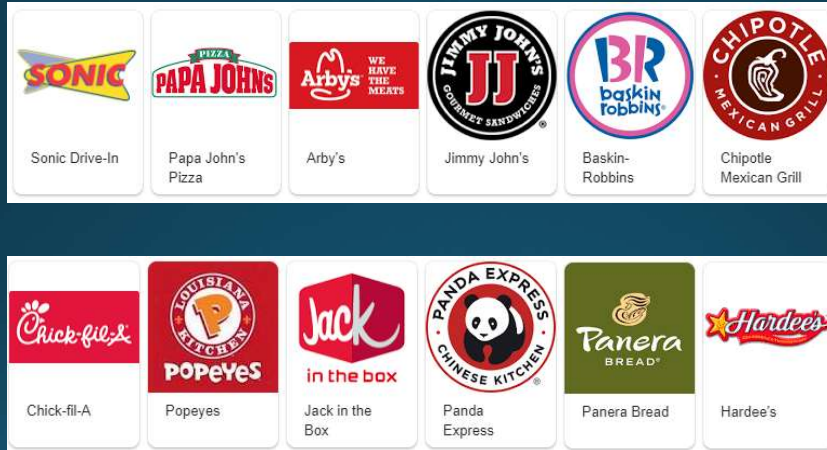 SONIC
PIZZA
PAPA JOHNS
Arby's
WE
HAVE
THE
MEATS
JIMMY JOHN'S
JJ
GOURMET SANDWICHES
BR
baskin
robbins
CHIPOTLE
MEXICAN GRILL
Sonic Drive-In
Papa John's
Pizza
Arby's
Jimmy John's
Baskin-
Robbins
Chipotle
Mexican Grill
Chick-fil-A
LOUISIANA
P
KITCHEN
POPEYES
Jack
in the box
PANDA EXPRESS
CHINESE KITCHEN
Panera
BREAD®
Hardee's
Chick-fil-A
Popeyes
Jack in the
Box
Panda
Express
Panera Bread
Hardee's